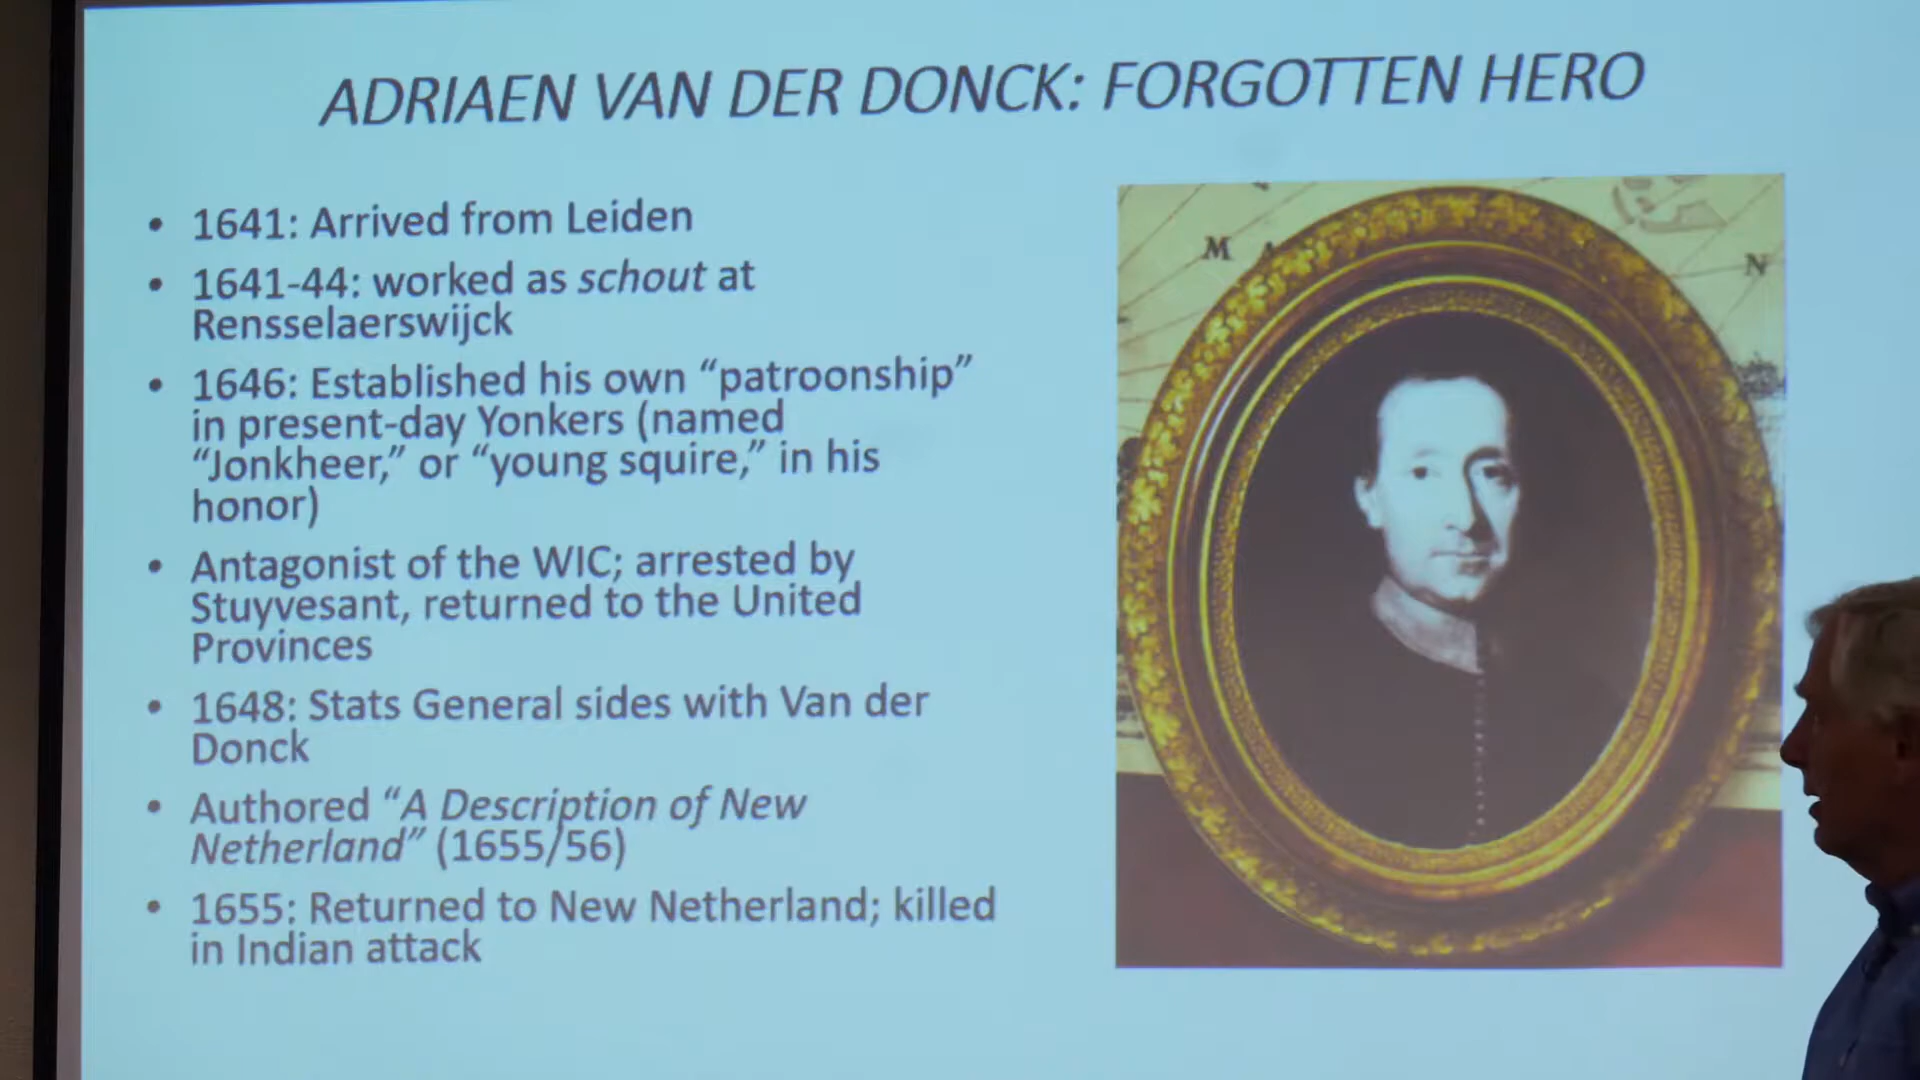 ADRIAEN VAN DER DONCK: FORGOTTEN HERO
• 1641: Arrived from Leiden
• 1641-44: worked as schout at
Rensselaerswijck
• 1646: Established his own “patroonship”
in present-day Yonkers (named
“Jonkheer,” or “young squire,” in his
honor)
• Antagonist of the WIC; arrested by
Stuyvesant, returned to the United
Provinces
• 1648: Stats General sides with Van der
Donck
• Authored “A Description of New
Netherland” (1655/56)
• 1655: Returned to New Netherland; killed
in Indian attack
M A N